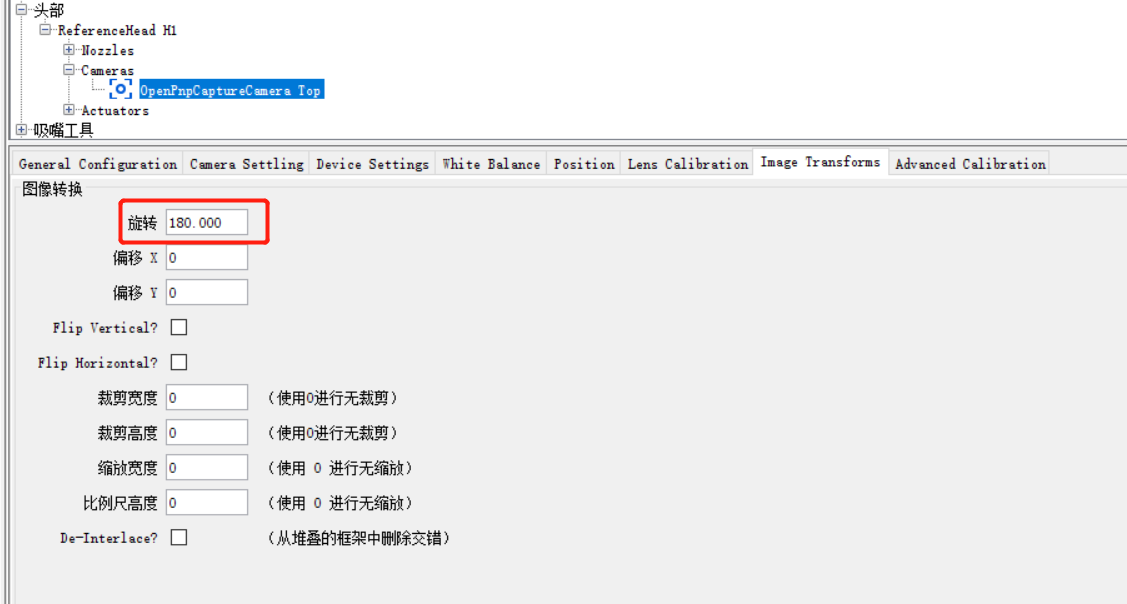 头部
ReferenceHead H1
Nozzles
Cameras
OpenPnpCaptureCamera Top
Actuators
吸嘴工具
General Configuration Camera Settling Device Settings White Balance Position Lens Calibration Image Transforms Advanced Calibration
图像转换
旋转 180.000
偏移 X 0
偏移 Y 0
Flip Vertical?
Flip Horizontal?
裁剪宽度 0 (使用0进行无裁剪)
裁剪高度 0 (使用0进行无裁剪)
缩放宽度 0 (使用 0 进行无缩放)
比例尺高度 0 (使用 0 进行无缩放)
De-Interlace? (从堆叠的框架中删除交错)